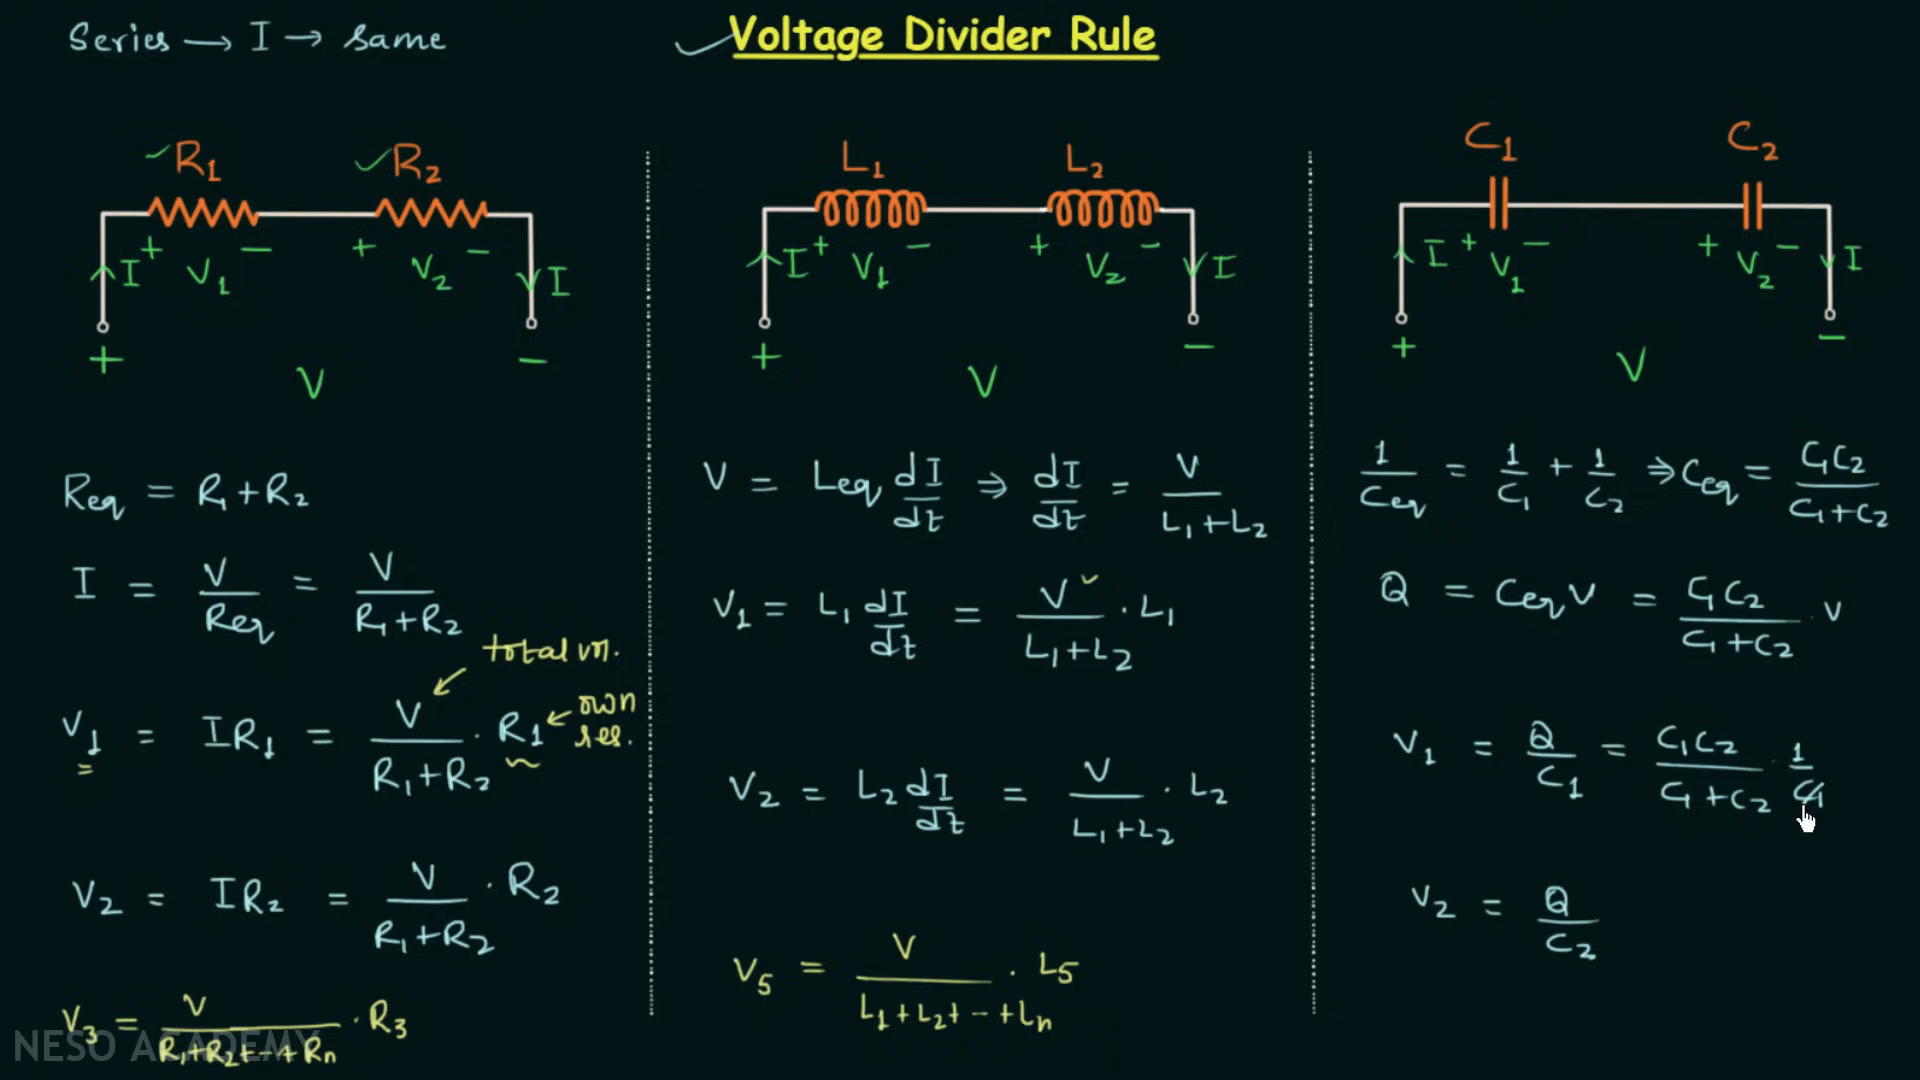 Series → I → same
Voltage Divider Rule
R₁ R₂
+ V₁ − + V₂ −
I I
+ V −
Req = R₁+R₂
I = V/Req = V/(R₁+R₂)
total vn.
V₁ = IR₁ = V/(R₁+R₂) · R₁ ← own res.
V₂ = IR₂ = V/(R₁+R₂) · R₂
V₃ = V/(R₁+R₂+--+Rn) · R₃
L₁ L₂
I + V₁ − + V₂ − I
+ V −
V = Leq dI/dt ⇒ dI/dt = V/(L₁+L₂)
V₁ = L₁ dI/dt = V/(L₁+L₂) · L₁
V₂ = L₂ dI/dt = V/(L₁+L₂) · L₂
V₅ = V/(L₁+L₂+--+Ln) · L₅
C₁ C₂
I + V₁ − + V₂ − I
+ V −
1/Ceq = 1/C₁ + 1/C₂ ⇒ Ceq = C₁C₂/(C₁+C₂)
Q = Ceq V = C₁C₂/(C₁+C₂) · V
V₁ = Q/C₁ = C₁C₂/(C₁+C₂) · 1/C₁
V₂ = Q/C₂
NESO ACADEMY